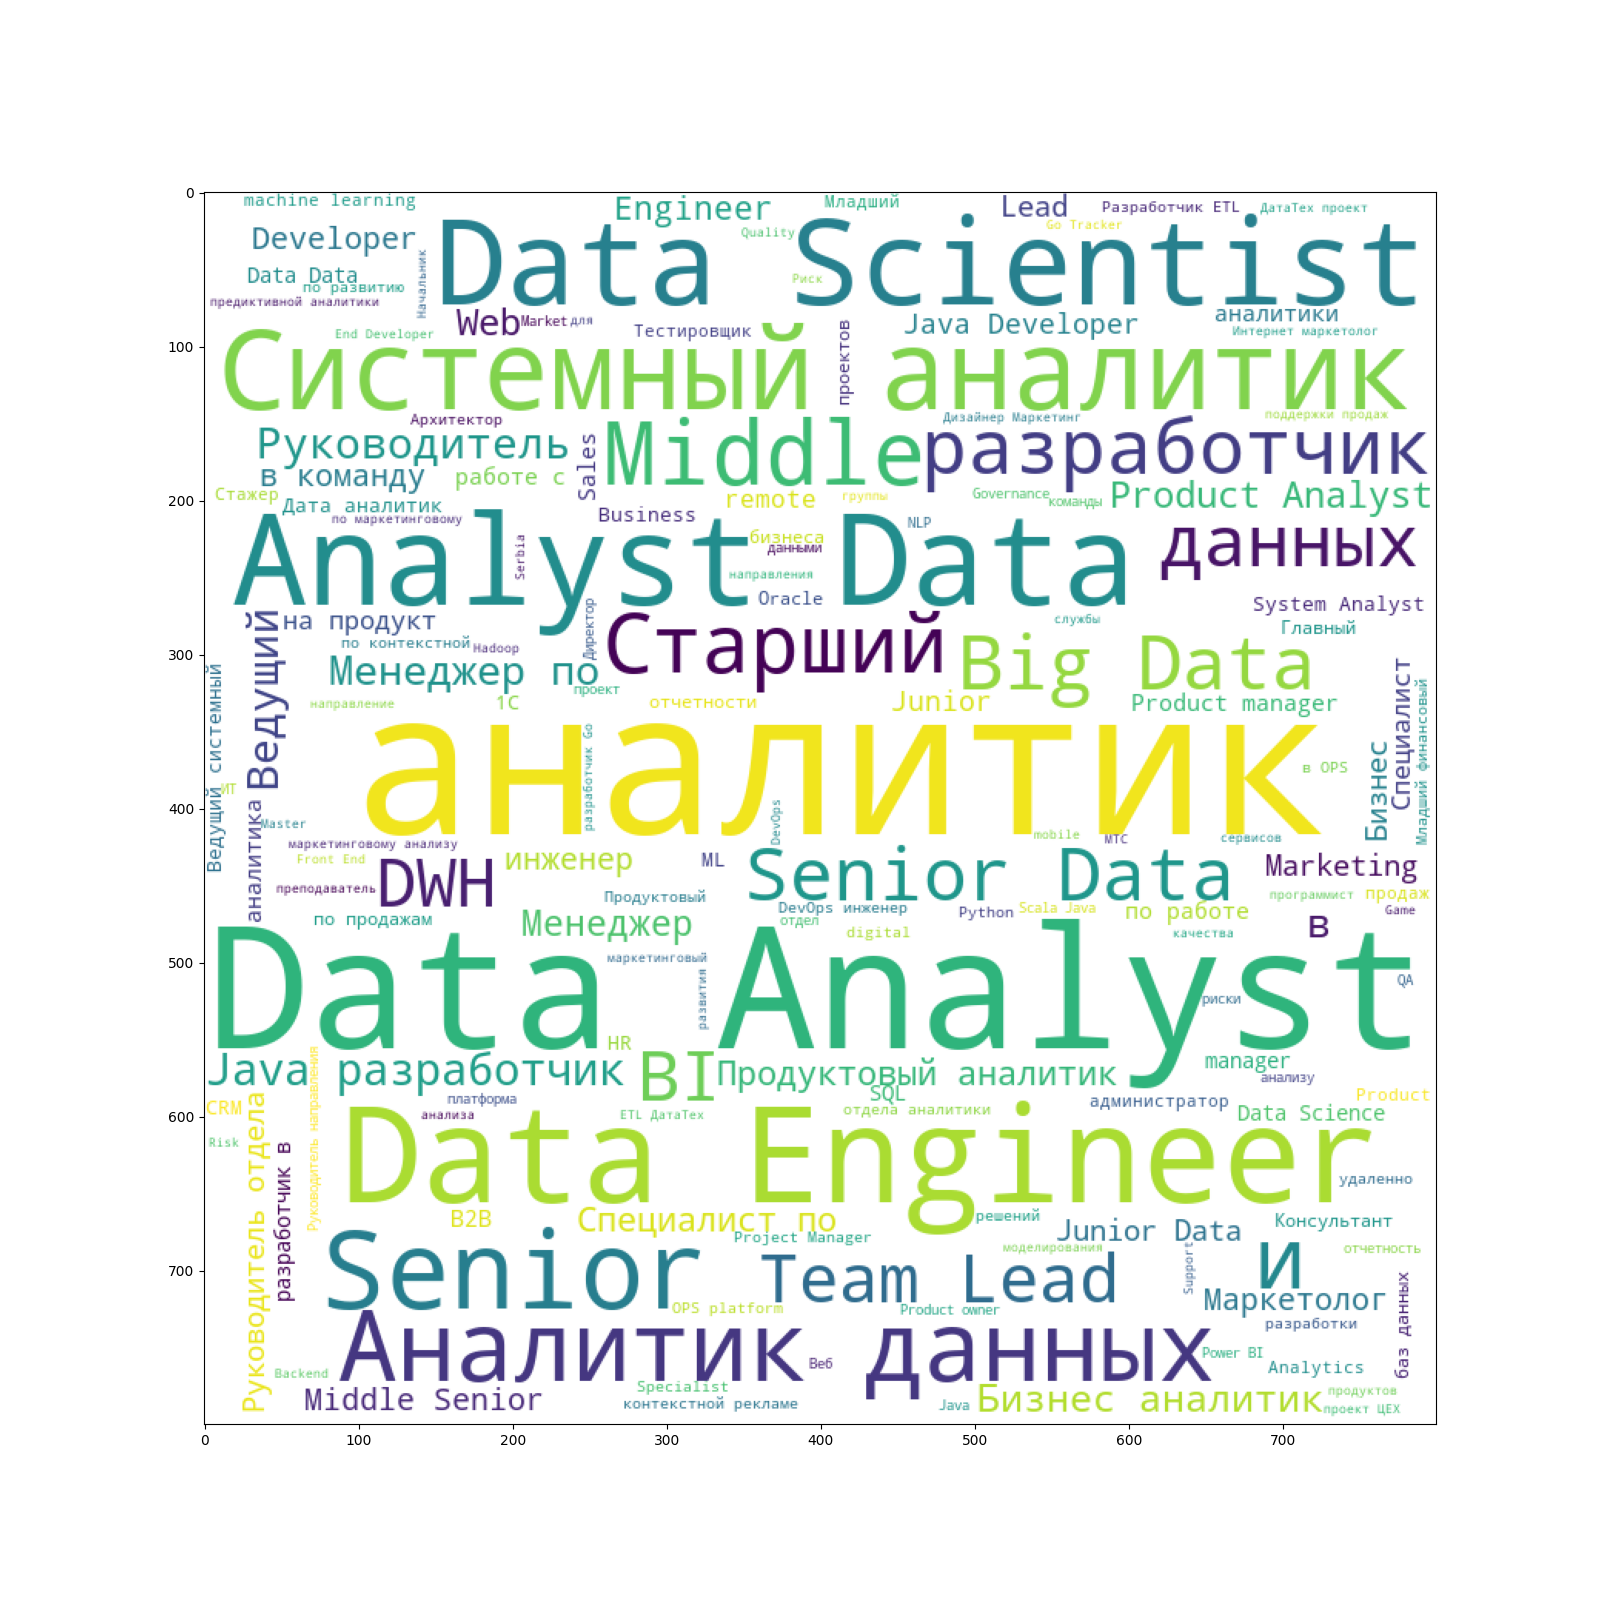 machine learning
Engineer
Младший
Lead
Разработчик ETL
ДатаТех проект
Go Tracker
Developer
Data Scientist
Quality
Начальник
Data Data
по развитию
Риск
предиктивной аналитики
Web
Market
для
Тестировщик
Java Developer
аналитики
Интернет маркетолог
End Developer
Системный аналитик
проектов
Архитектор
Дизайнер Маркетинг
поддержки продаж
Руководитель
Middle
разработчик
Sales
в команду
работе с
Стажер
Дата аналитик
remote
группы
Governance
команды
Product Analyst
по маркетинговому
Business
NLP
Analyst Data
бизнеса
данными
данных
Serbia
направления
Oracle
System Analyst
на продукт
Директор
службы
Главный
Старший
по контекстной
Hadoop
Big Data
Менеджер по
проект
Ведущий
Ведущий системный
Специалист
Младший финансовый
направление
1С
отчетности
Junior
Product manager
аналитик
разработчик Go
в OPS
Бизнес
ИТ
аналитика
Master
DevOps
mobile
МТС
сервисов
маркетинговому анализу
Front End
DWH
инженер
ML
Senior Data
Marketing
преподаватель
Продуктовый
программист
продаж
DevOps инженер
Python
Scala Java
по работе
Game
по продажам
Менеджер
отдел
digital
в
качества
Data Analyst
маркетинговый
развития
QA
риски
HR
Java разработчик
BI
Продуктовый аналитик
manager
анализу
SQL
Product
CRM
платформа
администратор
анализа
ETL ДатаТех
отдела аналитики
Data Science
Руководитель направления
Руководитель отдела
Risk
разработчик в
Data Engineer
удаленно
B2B
Специалист по
решений
Консультант
Junior Data
Project Manager
моделирования
отчетность
Senior
Team Lead
Support
и
Маркетолог
баз данных
OPS platform
Product owner
разработки
Аналитик данных
Веб
Power BI
Analytics
Backend
Specialist
Middle Senior
контекстной рекламе
Java
Бизнес аналитик
продуктов
проект ЦЕХ
0
100
200
300
400
500
600
700
0 100 200 300 400 500 600 700